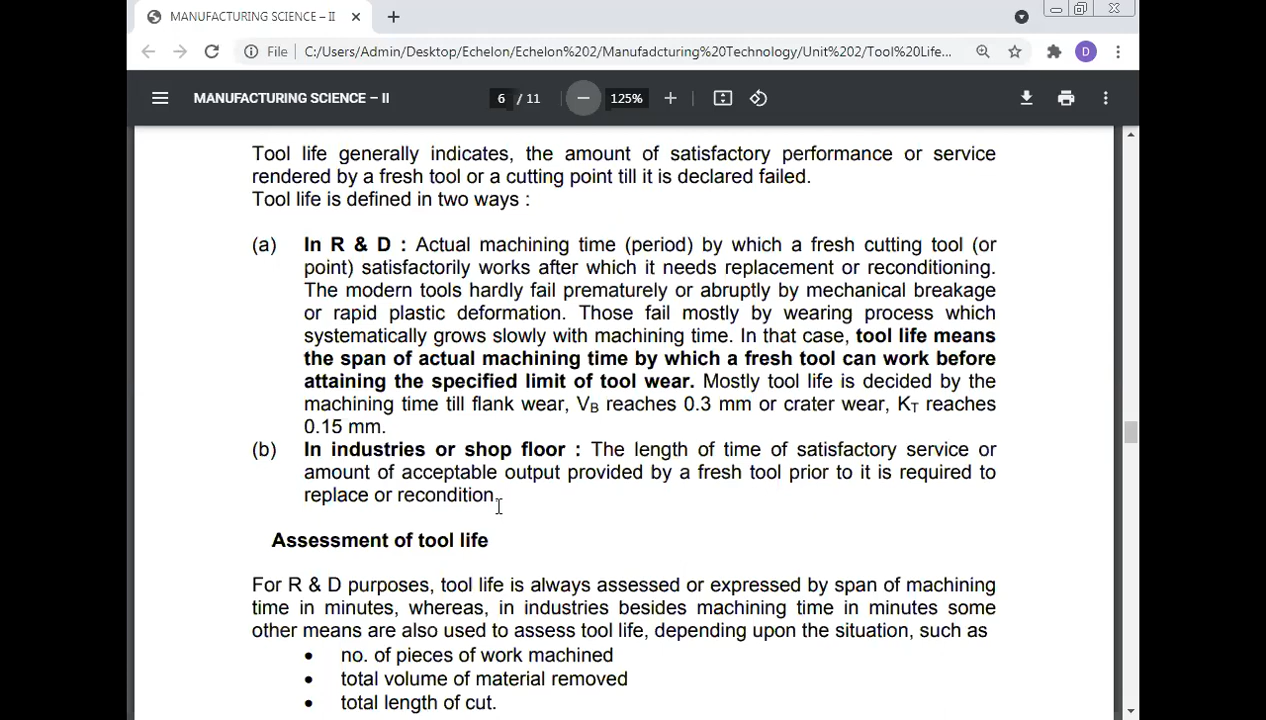 MANUFACTURING SCIENCE – II
File C:/Users/Admin/Desktop/Echelon/Echelon%202/Manufadcturing%20Technology/Unit%202/Tool%20Life...
D
MANUFACTURING SCIENCE – II 6 / 11 125%
Tool life generally indicates, the amount of satisfactory performance or service
rendered by a fresh tool or a cutting point till it is declared failed.
Tool life is defined in two ways :
(a) In R & D : Actual machining time (period) by which a fresh cutting tool (or
point) satisfactorily works after which it needs replacement or reconditioning.
The modern tools hardly fail prematurely or abruptly by mechanical breakage
or rapid plastic deformation. Those fail mostly by wearing process which
systematically grows slowly with machining time. In that case, tool life means
the span of actual machining time by which a fresh tool can work before
attaining the specified limit of tool wear. Mostly tool life is decided by the
machining time till flank wear, VB reaches 0.3 mm or crater wear, KT reaches
0.15 mm.
(b) In industries or shop floor : The length of time of satisfactory service or
amount of acceptable output provided by a fresh tool prior to it is required to
replace or recondition.
Assessment of tool life
For R & D purposes, tool life is always assessed or expressed by span of machining
time in minutes, whereas, in industries besides machining time in minutes some
other means are also used to assess tool life, depending upon the situation, such as
• no. of pieces of work machined
• total volume of material removed
• total length of cut.